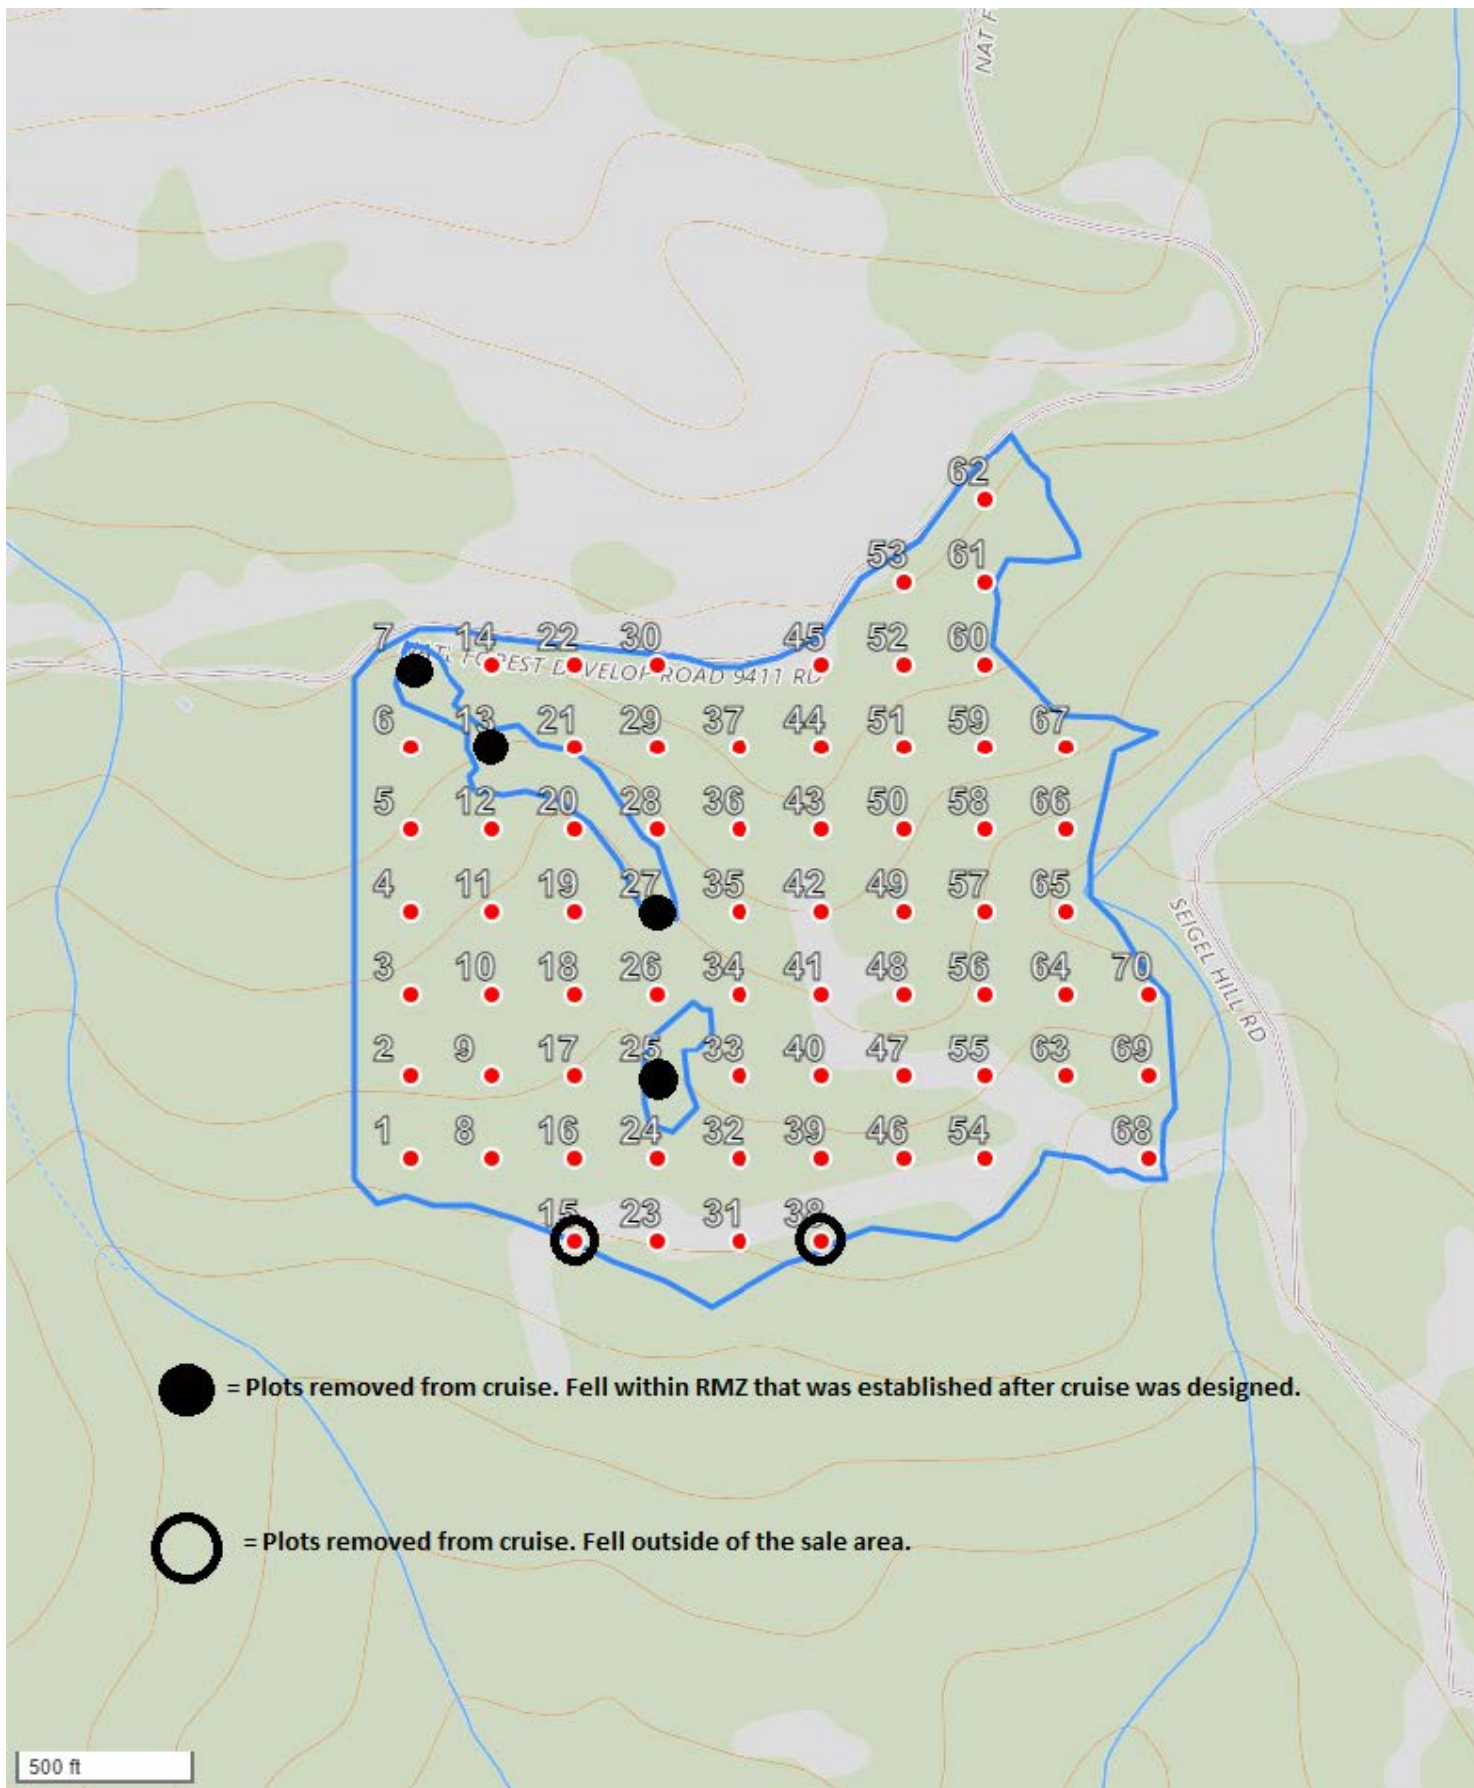 NAT F
62
53 61
7 14 22 30 45 52 60
NAT'L FOREST DEVELOP ROAD 9411 RD
6 13 21 29 37 44 51 59 67
5 12 20 28 36 43 50 58 66
4 11 19 27 35 42 49 57 65
SEIGEL HILL RD
3 10 18 26 34 41 48 56 64 70
2 9 17 25 33 40 47 55 63 69
1 8 16 24 32 39 46 54 68
15 23 31 38
= Plots removed from cruise. Fell within RMZ that was established after cruise was designed.
= Plots removed from cruise. Fell outside of the sale area.
500 ft